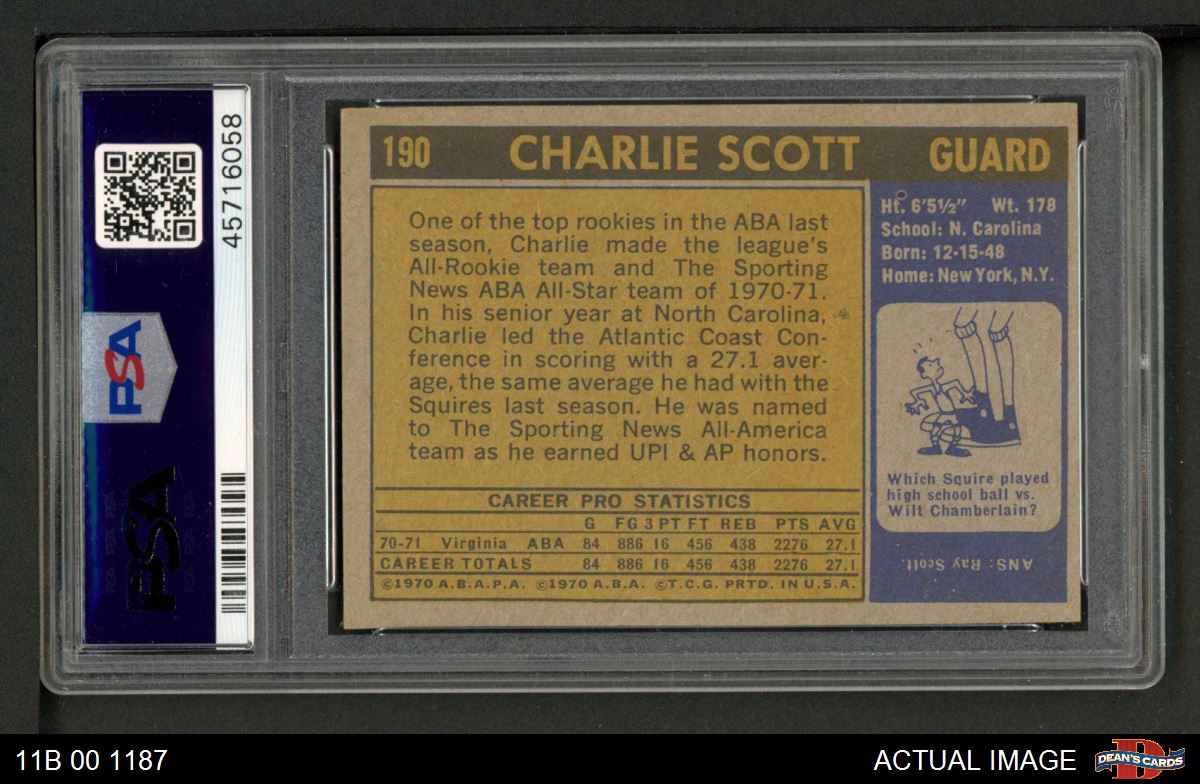 45716058
PSA
PSA
190 CHARLIE SCOTT GUARD
One of the top rookies in the ABA last
season, Charlie made the league's
All-Rookie team and The Sporting
News ABA All-Star team of 1970-71.
In his senior year at North Carolina,
Charlie led the Atlantic Coast Con-
ference in scoring with a 27.1 aver-
age, the same average he had with the
Squires last season. He was named
to The Sporting News All-America
team as he earned UPI & AP honors.
CAREER PRO STATISTICS
G FG 3 PT FT REB PTS AVG
70-71 Virginia ABA 84 886 16 456 438 2276 27.1
CAREER TOTALS 84 886 16 456 438 2276 27.1
©1970 A.B.A.P.A. ©1970 A.B.A. ©T.C.G. PRTD. IN U.S.A.
Ht. 6'5½" Wt. 178
School: N. Carolina
Born: 12-15-48
Home: New York, N.Y.
Which Squire played
high school ball vs.
Wilt Chamberlain?
ANS: Ray Scott.
11B 00 1187
ACTUAL IMAGE
D
DEAN'S CARDS